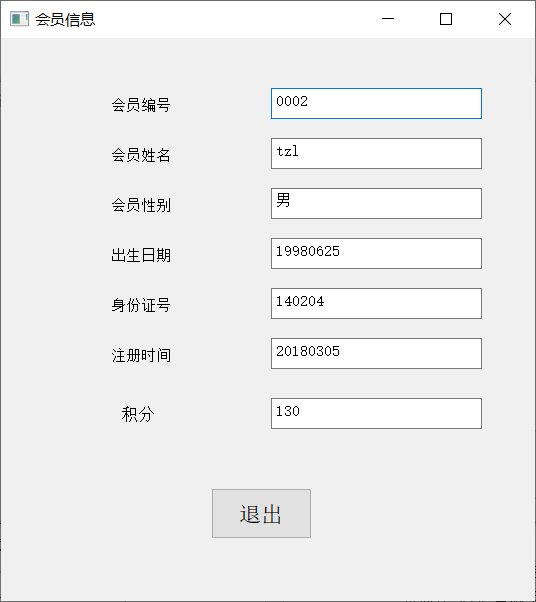 会员信息
会员编号 0002
会员姓名 tzl
会员性别 男
出生日期 19980625
身份证号 140204
注册时间 20180305
积分 130
退出